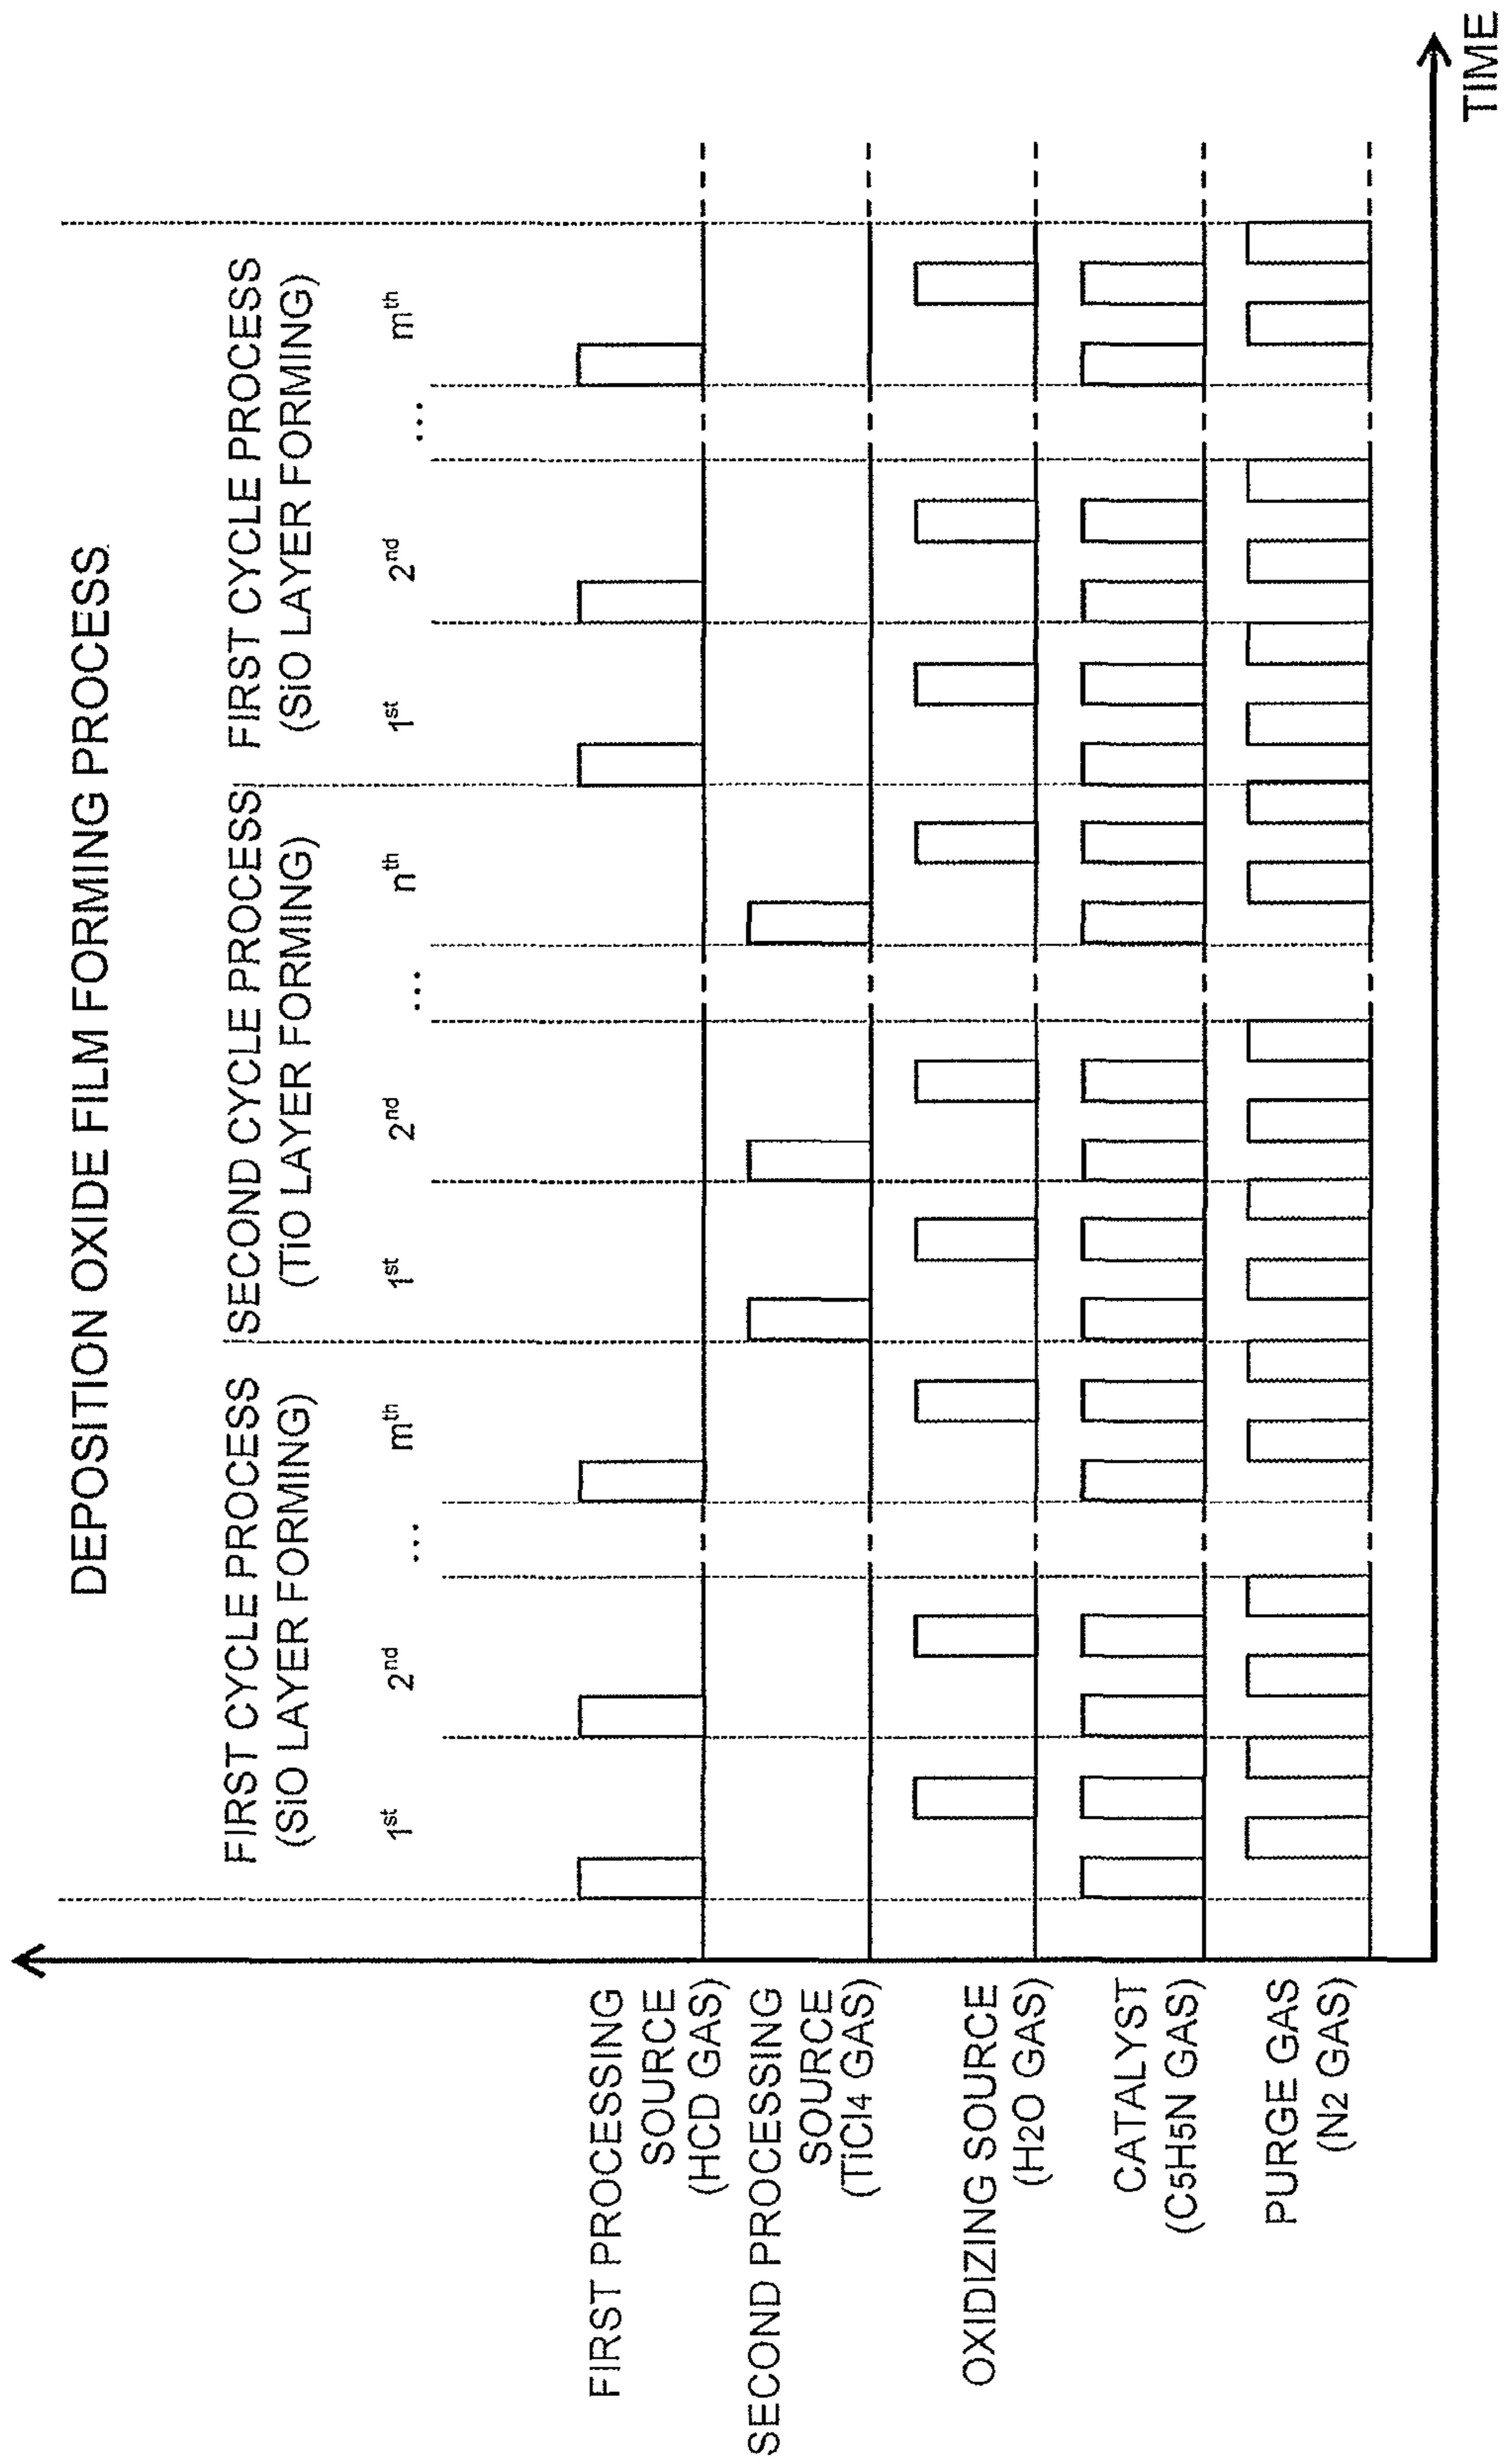 DEPOSITION OXIDE FILM FORMING PROCESS
FIRST CYCLE PROCESS
(SiO LAYER FORMING)
SECOND CYCLE PROCESS
(TiO LAYER FORMING)
FIRST CYCLE PROCESS
(SiO LAYER FORMING)
1st 2nd ... mth 1st 2nd ... nth 1st 2nd ... mth
FIRST PROCESSING
SOURCE
(HCD GAS)
SECOND PROCESSING
SOURCE
(TiCl4 GAS)
OXIDIZING SOURCE
(H2O GAS)
CATALYST
(C5H5N GAS)
PURGE GAS
(N2 GAS)
TIME